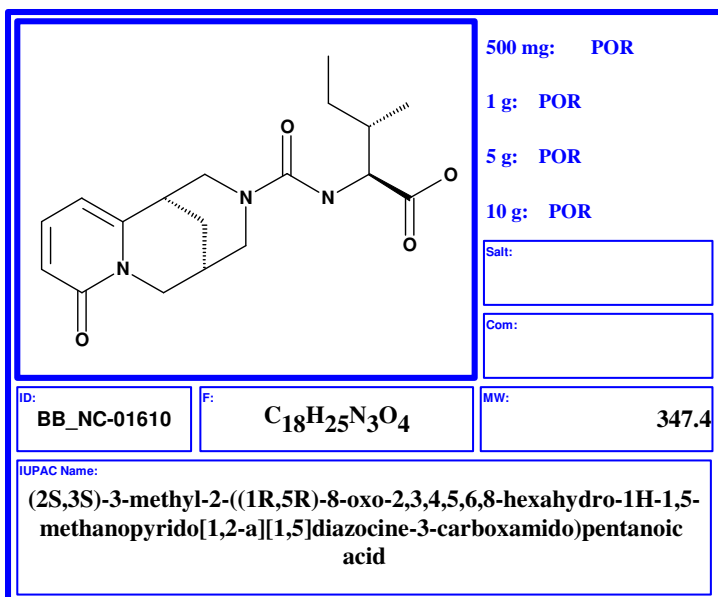 500 mg: POR
1 g: POR
5 g: POR
10 g: POR
O
N
N
O
O
N
O
Salt:
Com:
ID:
BB_NC-01610
F:
C18H25N3O4
MW:
347.4
IUPAC Name:
(2S,3S)-3-methyl-2-((1R,5R)-8-oxo-2,3,4,5,6,8-hexahydro-1H-1,5-
methanopyrido[1,2-a][1,5]diazocine-3-carboxamido)pentanoic
acid